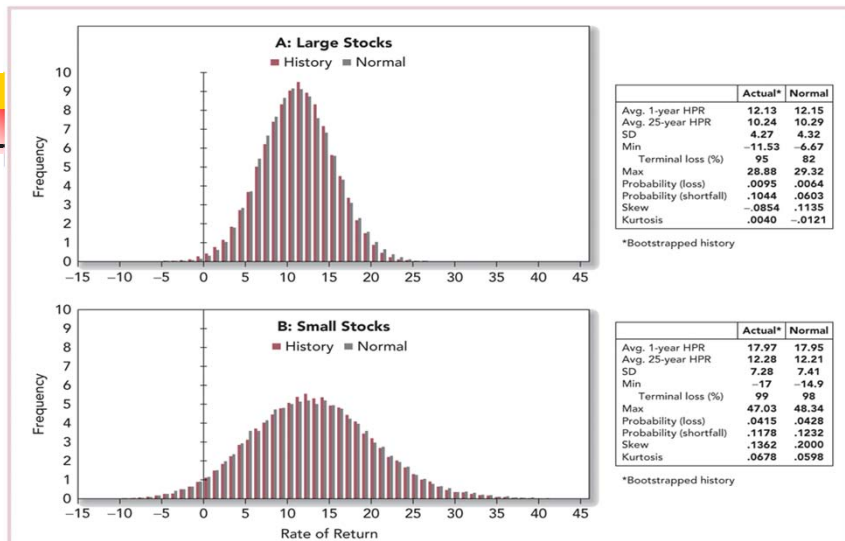 A: Large Stocks
History Normal
10
9
8
7
6
5
4
3
2
1
0
Frequency
−15 −10 −5 0 5 10 15 20 25 30 35 40 45
Actual* Normal
Avg. 1-year HPR 12.13 12.15
Avg. 25-year HPR 10.24 10.29
SD 4.27 4.32
Min −11.53 −6.67
Terminal loss (%) 95 82
Max 28.88 29.32
Probability (loss) .0095 .0064
Probability (shortfall) .1044 .0603
Skew −.0854 .1135
Kurtosis .0040 −.0121
*Bootstrapped history
B: Small Stocks
History Normal
10
9
8
7
6
5
4
3
2
1
0
Frequency
−15 −10 −5 0 5 10 15 20 25 30 35 40 45
Rate of Return
Actual* Normal
Avg. 1-year HPR 17.97 17.95
Avg. 25-year HPR 12.28 12.21
SD 7.28 7.41
Min −17 −14.9
Terminal loss (%) 99 98
Max 47.03 48.34
Probability (loss) .0415 .0428
Probability (shortfall) .1178 .1232
Skew .1362 .2000
Kurtosis .0678 .0598
*Bootstrapped history